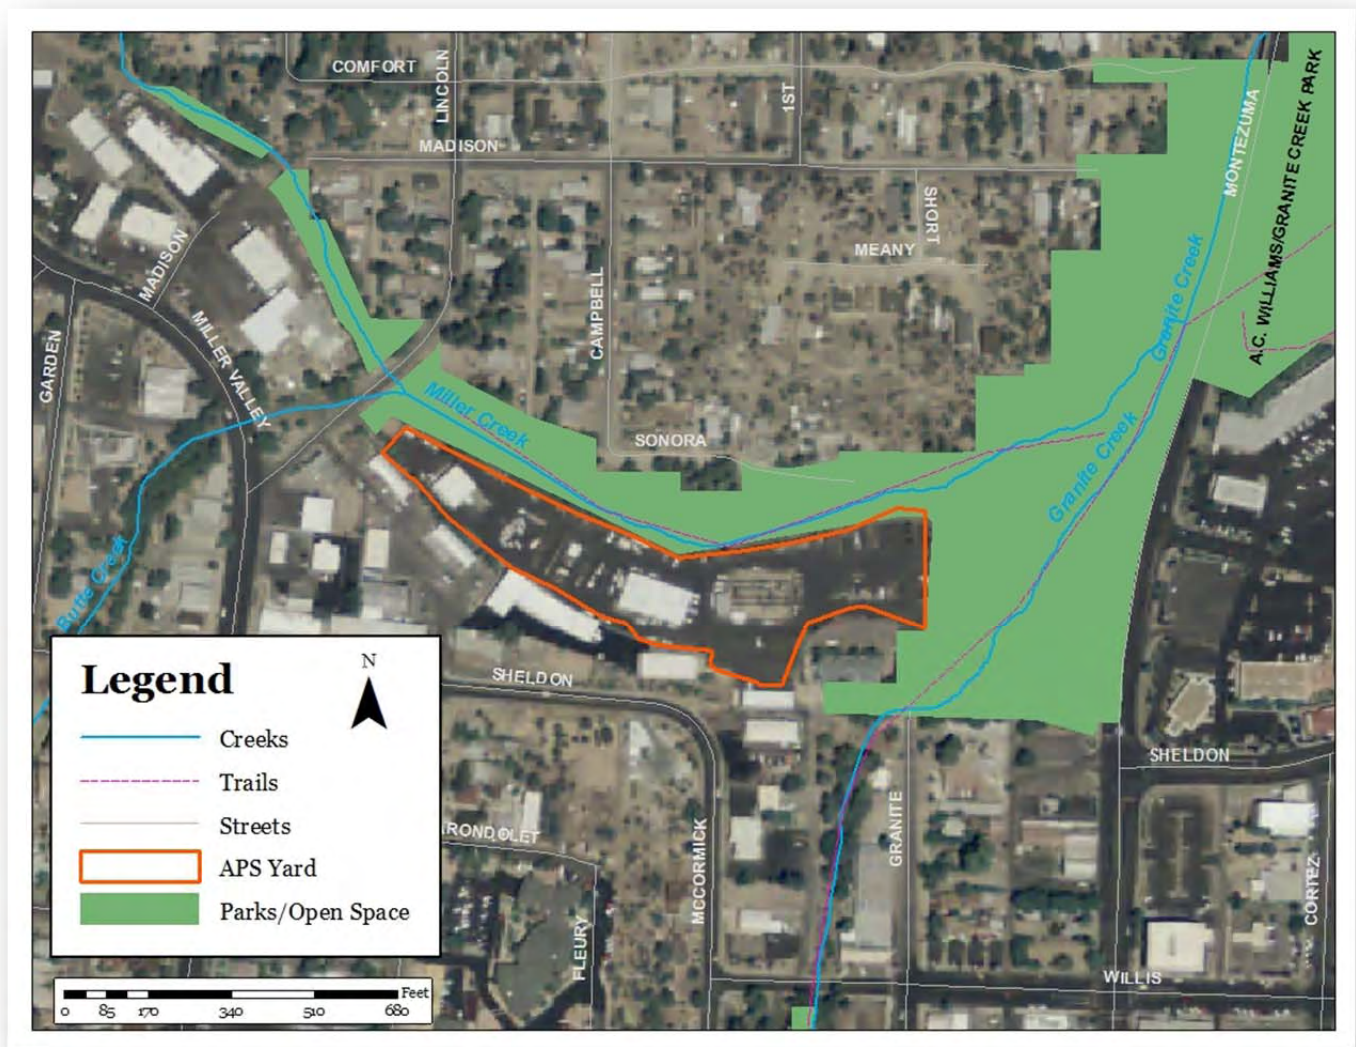 COMFORT
LINCOLN
1ST
MADISON
MONTEZUMA
A.C. WILLIAMS/GRANITE CREEK PARK
SHORT
MEANY
MADISON
CAMPBELL
Granite Creek
GARDEN
MILLER VALLEY
Miller Creek
SONORA
Granite Creek
Butte Creek
SHELDON
SHELDON
GRANITE
MCCORMICK
RONDOLET
FLEURY
CORTEZ
WILLIS
Legend
N
Creeks
Trails
Streets
APS Yard
Parks/Open Space
Feet
0 85 170 340 510 680